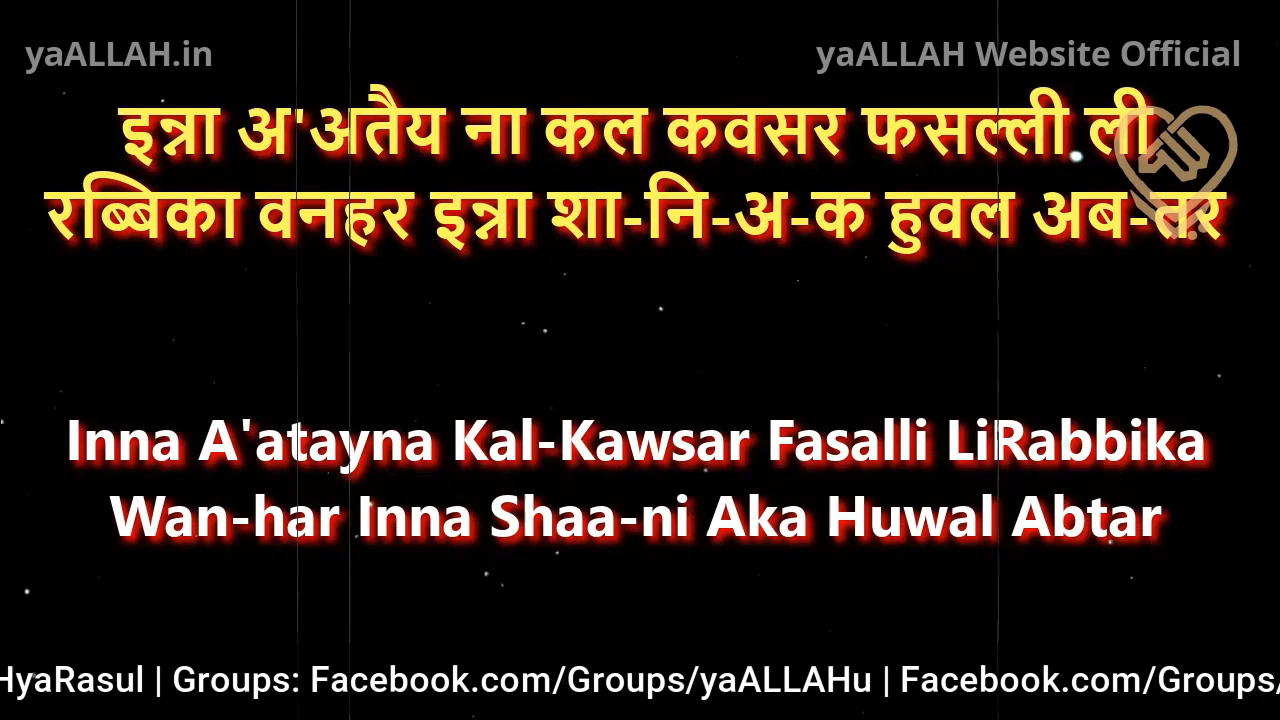 yaALLAH.in
yaALLAH Website Official
इन्ना अ'अतैय ना कल कवसर फसल्ली ली
रब्बिका वनहर इन्ना शा-नि-अ-क हुवल अब-तर
Inna A'atayna Kal-Kawsar Fasalli LiRabbika
Wan-har Inna Shaa-ni Aka Huwal Abtar
HyaRasul | Groups: Facebook.com/Groups/yaALLAHu | Facebook.com/Groups/